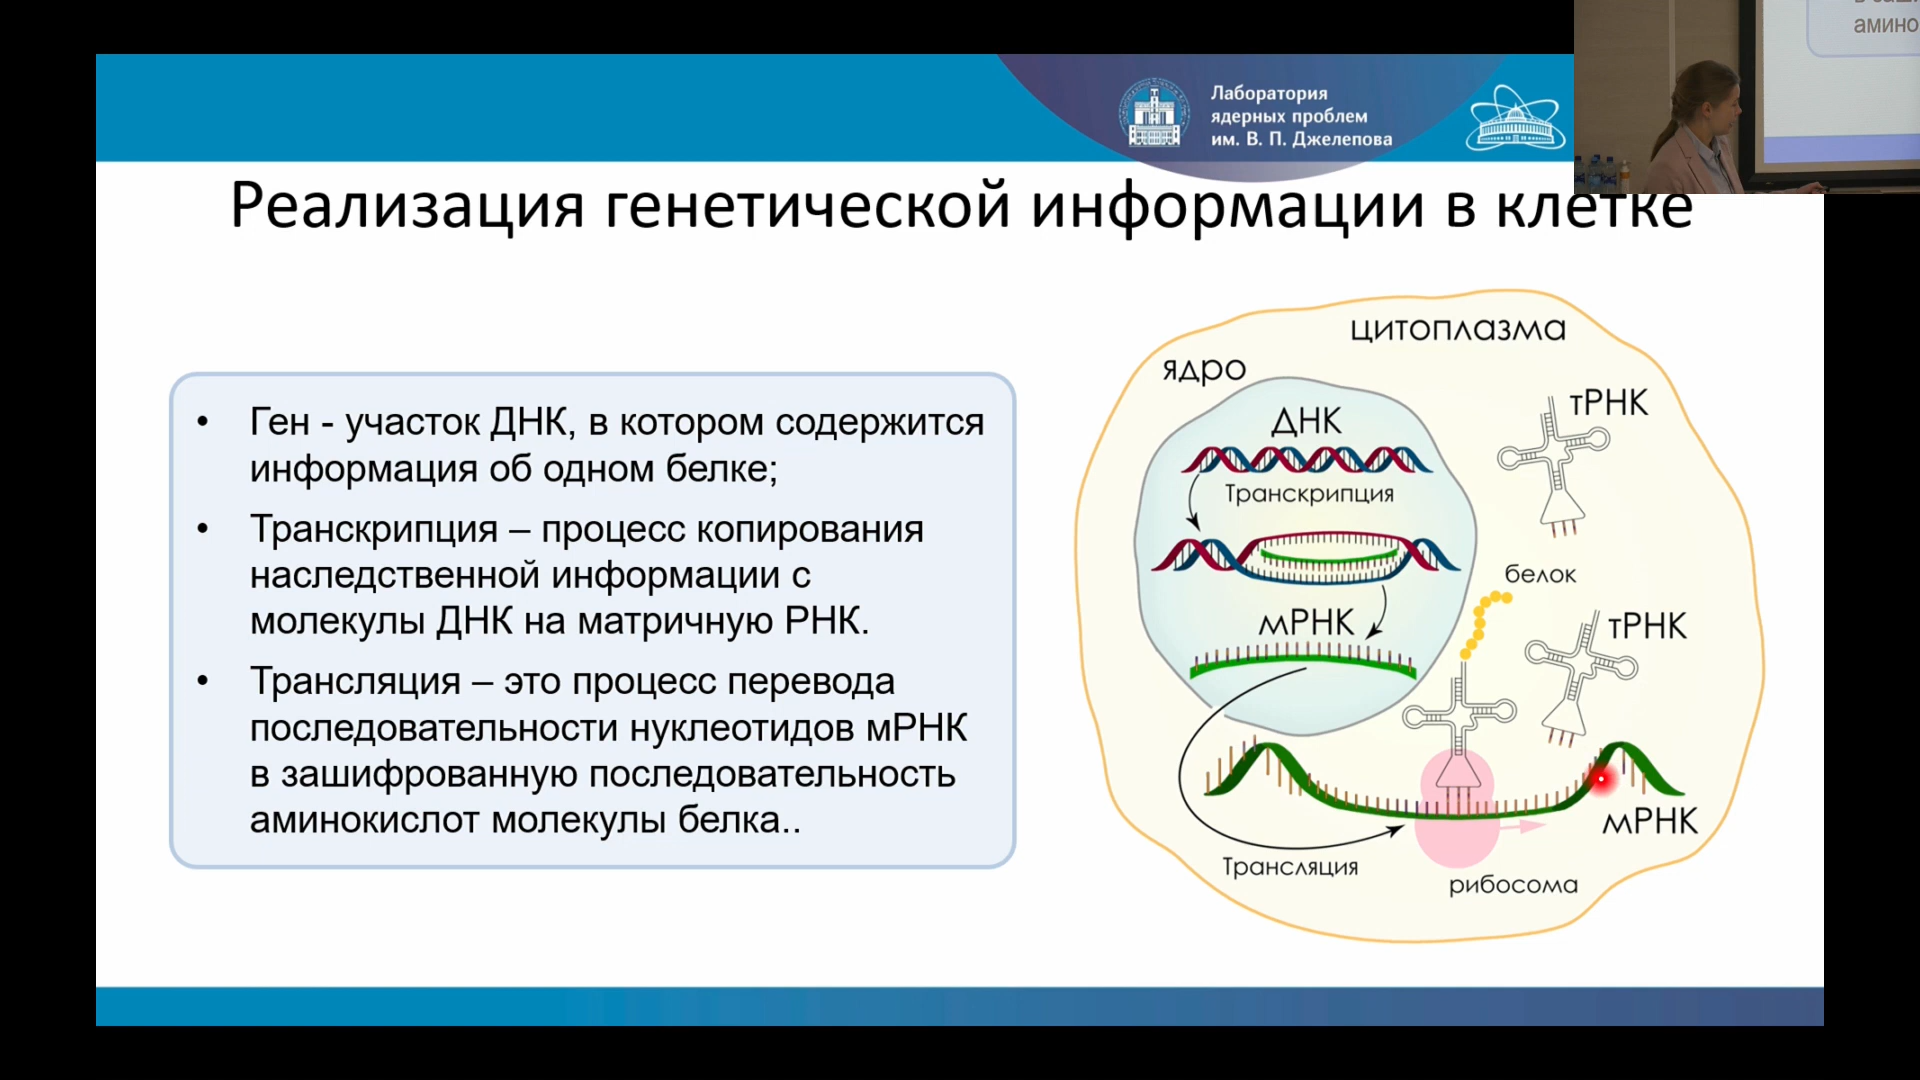 Лаборатория
ядерных проблем
им. В. П. Джелепова
амино
Реализация генетической информации в клетке
• Ген - участок ДНК, в котором содержится
информация об одном белке;
• Транскрипция – процесс копирования
наследственной информации с
молекулы ДНК на матричную РНК.
• Трансляция – это процесс перевода
последовательности нуклеотидов мРНК
в зашифрованную последовательность
аминокислот молекулы белка..
цитоплазма
ядро
тРНК
ДНК
Транскрипция
белок
мРНК
тРНК
мРНК
Трансляция
рибосома